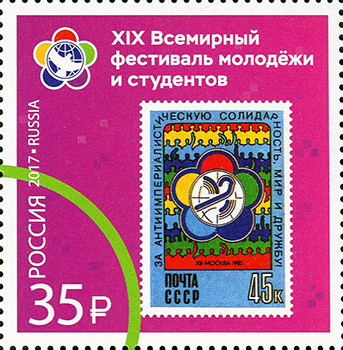 XIX Всемирный
фестиваль молодёжи
и студентов
РОССИЯ 2017 • RUSSIA
35₽
ЗА АНТИИМПЕРИАЛИСТИЧЕСКУЮ СОЛИДАРНОСТЬ, МИР И ДРУЖБУ
XII МОСКВА 1985
ПОЧТА
СССР
45к